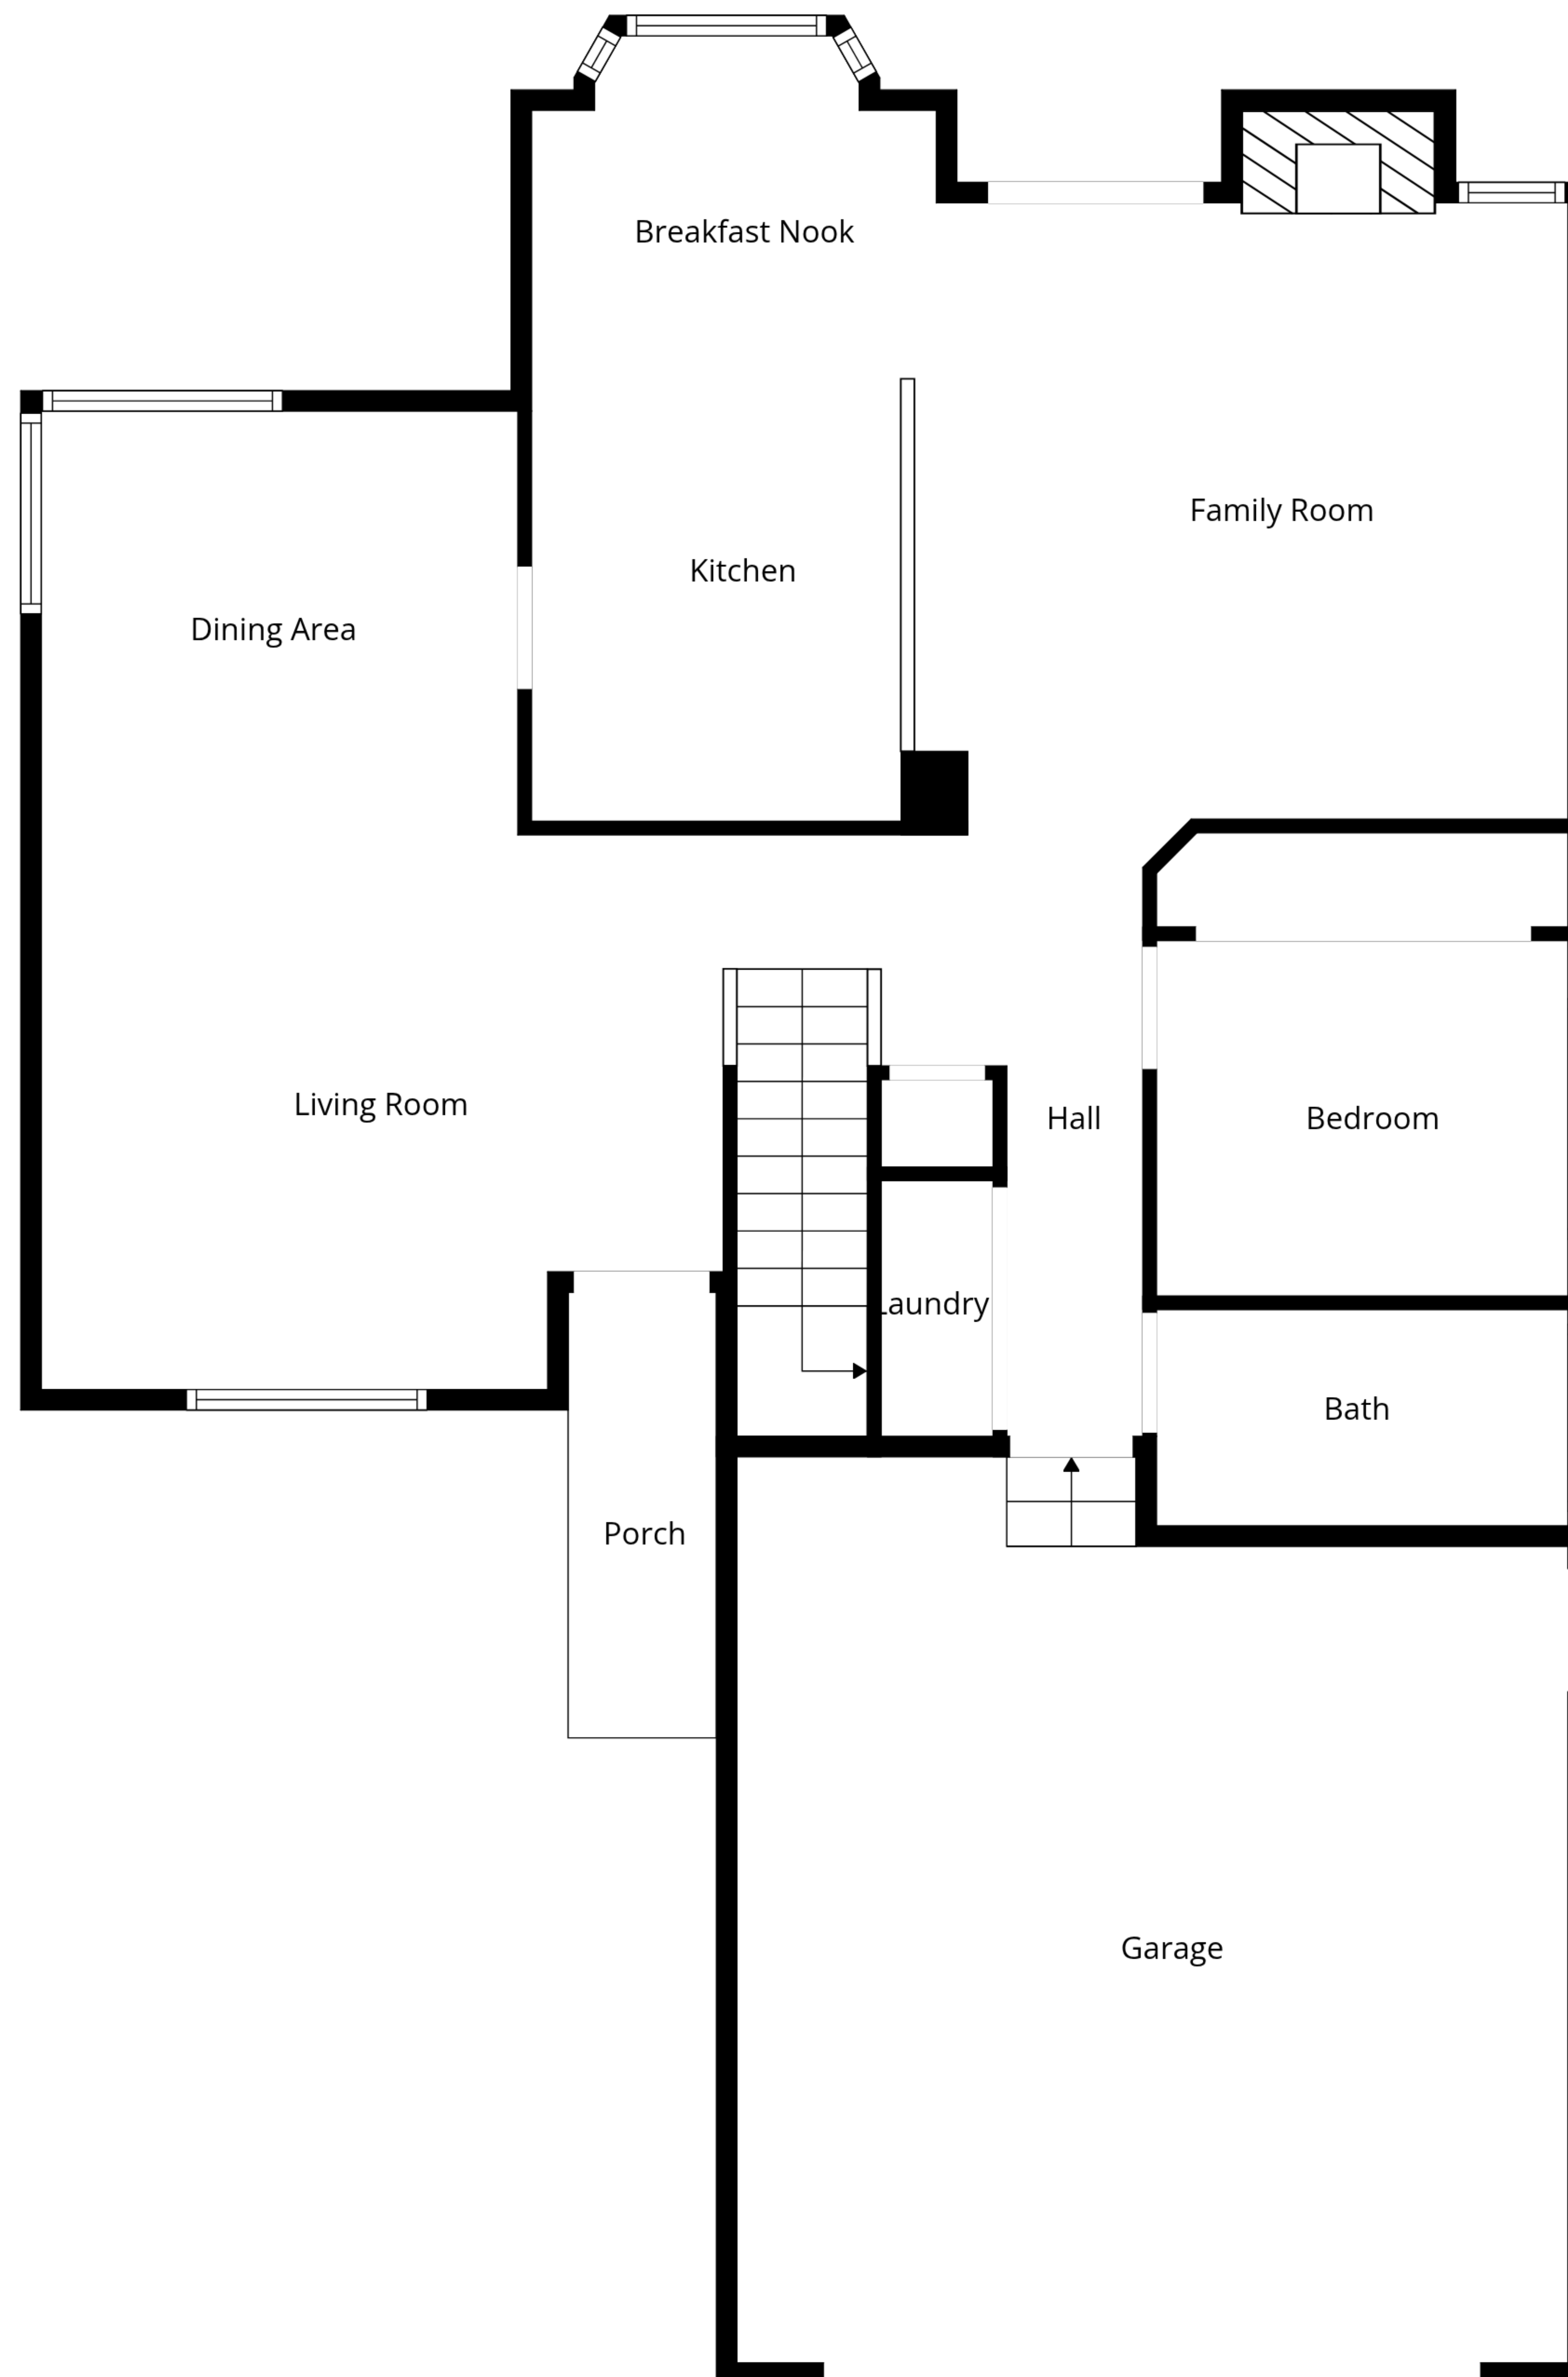 Breakfast Nook
Family Room
Kitchen
Dining Area
Living Room
Hall
Bedroom
Laundry
Bath
Porch
Garage